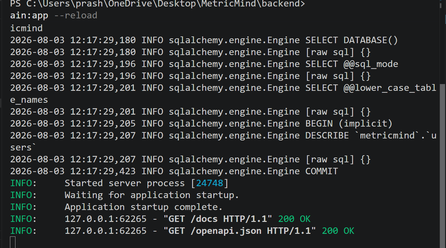 PS C:\Users\prash\OneDrive\Desktop\MetricMind\backend>
ain:app --reload
icmind
2026-08-03 12:17:29,180 INFO sqlalchemy.engine.Engine SELECT DATABASE()
2026-08-03 12:17:29,180 INFO sqlalchemy.engine.Engine [raw sql] {}
2026-08-03 12:17:29,196 INFO sqlalchemy.engine.Engine SELECT @@sql_mode
2026-08-03 12:17:29,196 INFO sqlalchemy.engine.Engine [raw sql] {}
2026-08-03 12:17:29,201 INFO sqlalchemy.engine.Engine SELECT @@lower_case_tabl
e_names
2026-08-03 12:17:29,201 INFO sqlalchemy.engine.Engine [raw sql] {}
2026-08-03 12:17:29,205 INFO sqlalchemy.engine.Engine BEGIN (implicit)
2026-08-03 12:17:29,207 INFO sqlalchemy.engine.Engine DESCRIBE `metricmind`.`u
sers`
2026-08-03 12:17:29,207 INFO sqlalchemy.engine.Engine [raw sql] {}
2026-08-03 12:17:29,423 INFO sqlalchemy.engine.Engine COMMIT
INFO: Started server process [24748]
INFO: Waiting for application startup.
INFO: Application startup complete.
INFO: 127.0.0.1:62265 - "GET /docs HTTP/1.1" 200 OK
INFO: 127.0.0.1:62265 - "GET /openapi.json HTTP/1.1" 200 OK